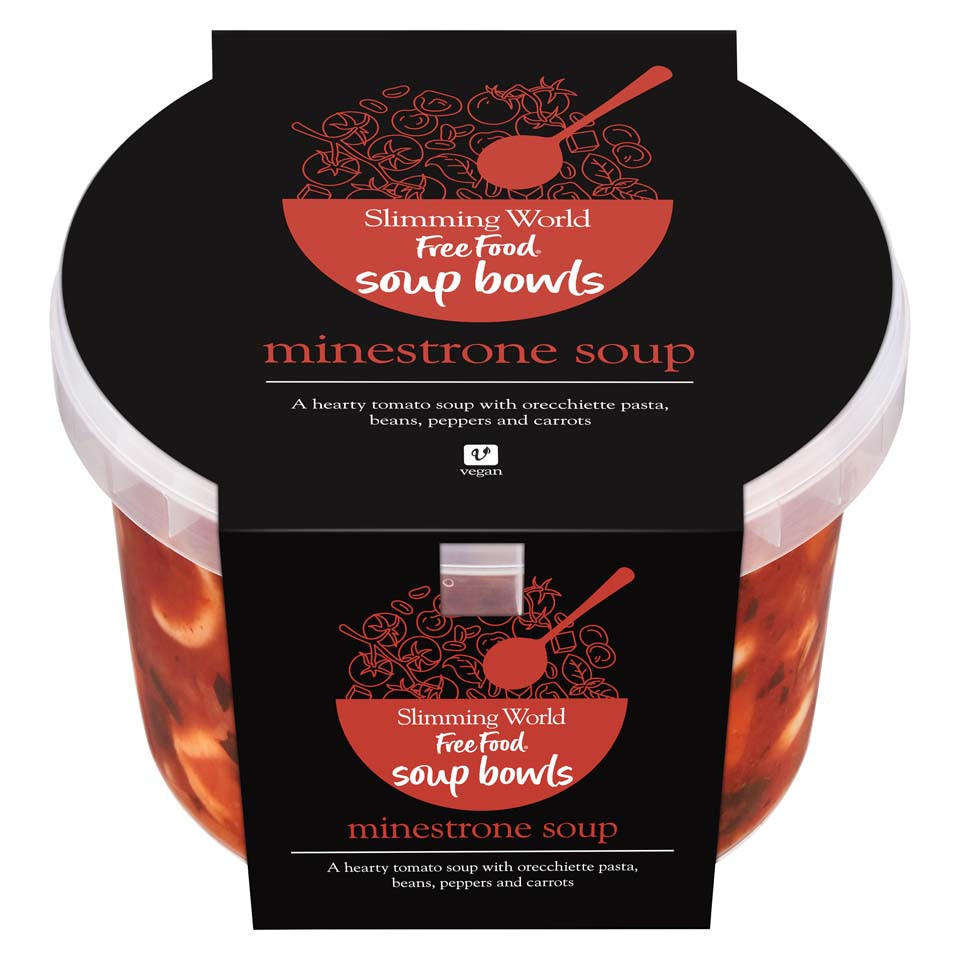 Slimming World
Free Food®
soup bowls
minestrone soup
A hearty tomato soup with orecchiette pasta,
beans, peppers and carrots
v
vegan
Slimming World
Free Food®
soup bowls
minestrone soup
A hearty tomato soup with orecchiette pasta,
beans, peppers and carrots